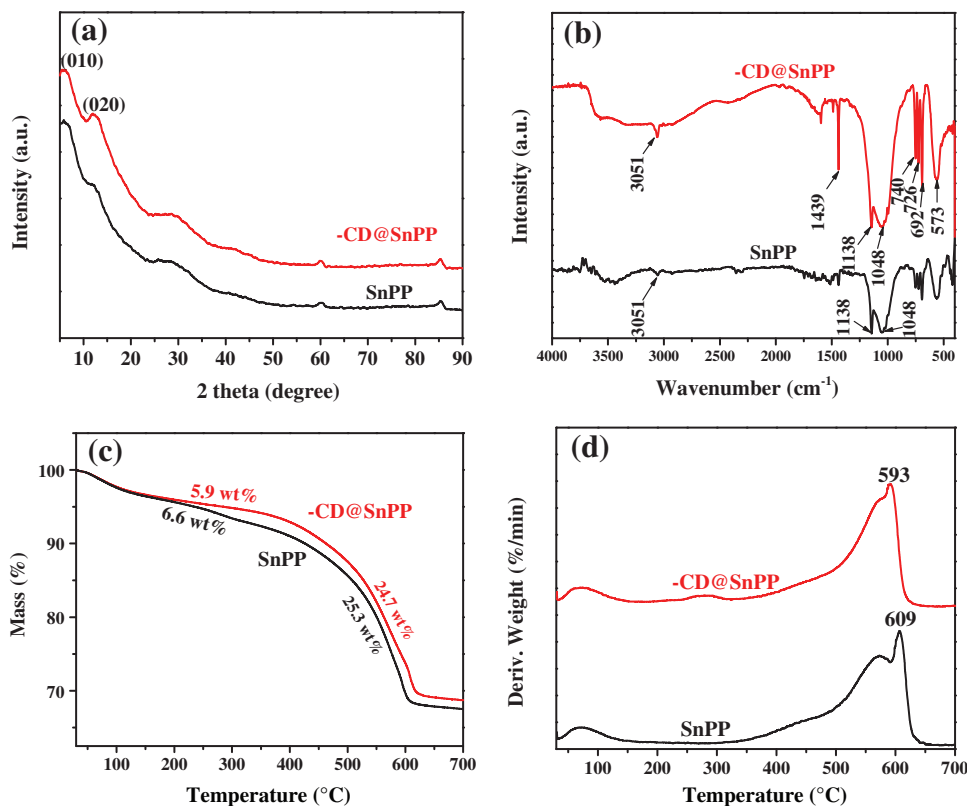 (a)
(010)
(020)
-CD@SnPP
SnPP
Intensity (a.u.)
10 20 30 40 50 60 70 80 90
2 theta (degree)
(b)
-CD@SnPP
3051
1439
1138
1048
740
726
692
573
SnPP
3051
1138
1048
Intensity (a.u.)
4000 3500 3000 2500 2000 1500 1000 500
Wavenumber (cm⁻¹)
(c)
100
90
80
70
5.9 wt%
6.6 wt%
-CD@SnPP
SnPP
24.7 wt%
25.3 wt%
Mass (%)
100 200 300 400 500 600 700
Temperature (°C)
(d)
593
-CD@SnPP
609
SnPP
Deriv. Weight (%/min)
100 200 300 400 500 600 700
Temperature (°C)